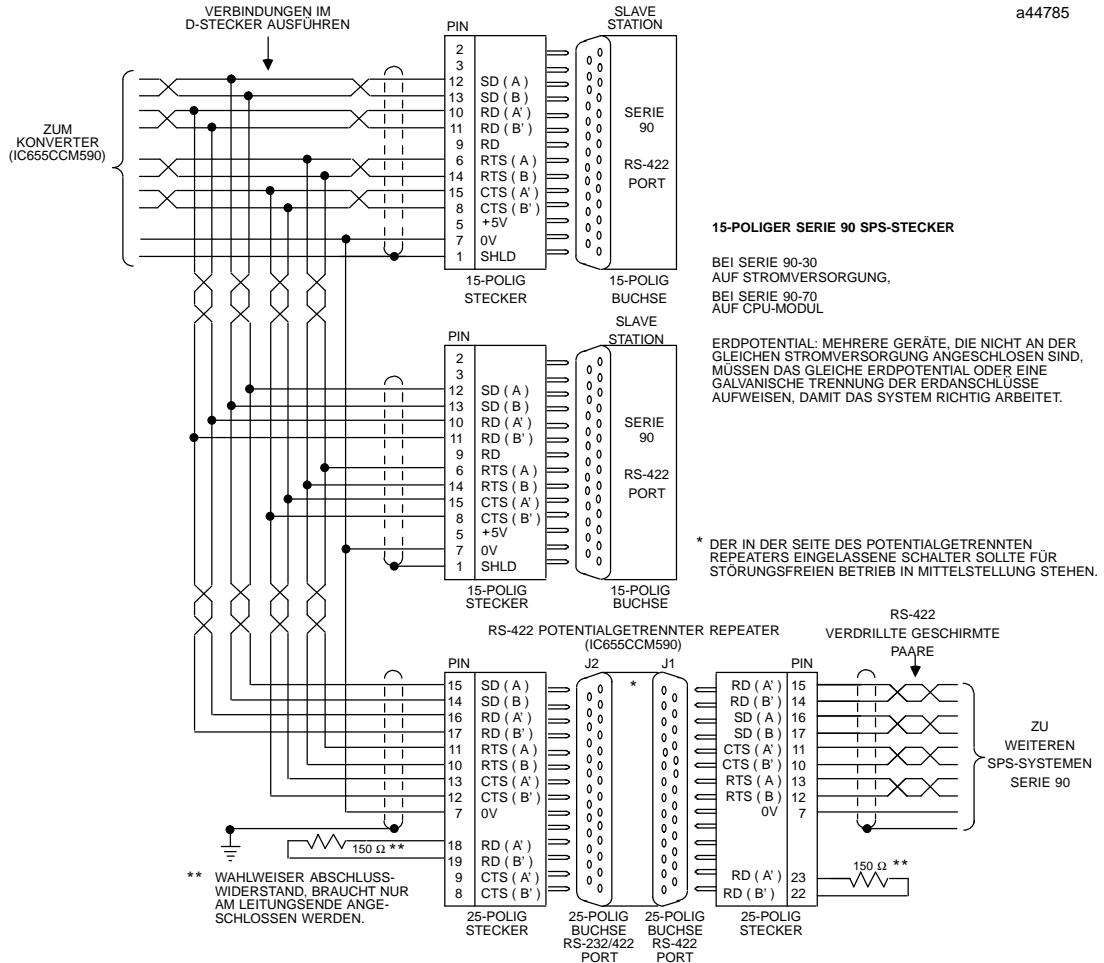 a44785
VERBINDUNGEN IM
D-STECKER AUSFÜHREN
ZUM
KONVERTER
(IC655CCM590)
PIN
2
3
12 SD ( A )
13 SD ( B )
10 RD ( A’)
11 RD ( B’ )
9 RD
6 RTS ( A )
14 RTS ( B )
15 CTS ( A’ )
8 CTS ( B’ )
5 +5V
7 0V
1 SHLD
15-POLIG
STECKER
SLAVE
STATION
SERIE
90
RS-422
PORT
15-POLIG
BUCHSE
15-POLIGER SERIE 90 SPS-STECKER
BEI SERIE 90-30
AUF STROMVERSORGUNG,
BEI SERIE 90-70
AUF CPU-MODUL
ERDPOTENTIAL: MEHRERE GERÄTE, DIE NICHT AN DER
GLEICHEN STROMVERSORGUNG ANGESCHLOSEN SIND,
MÜSSEN DAS GLEICHE ERDPOTENTIAL ODER EINE
GALVANISCHE TRENNUNG DER ERDANSCHLÜSSE
AUFWEISEN, DAMIT DAS SYSTEM RICHTIG ARBEITET.
PIN
2
3
12 SD ( A )
13 SD ( B )
10 RD ( A’)
11 RD ( B’ )
9 RD
6 RTS ( A )
14 RTS ( B )
15 CTS ( A’ )
8 CTS ( B’ )
5 +5V
7 0V
1 SHLD
15-POLIG
STECKER
SLAVE
STATION
SERIE
90
RS-422
PORT
15-POLIG
BUCHSE
* DER IN DER SEITE DES POTENTIALGETRENNTEN
REPEATERS EINGELASSENE SCHALTER SOLLTE FÜR
STÖRUNGSFREIEN BETRIEB IN MITTELSTELLUNG STEHEN.
RS-422 POTENTIALGETRENNTER REPEATER
(IC655CCM590)
PIN
15 SD ( A )
14 SD ( B )
16 RD ( A’ )
17 RD ( B’ )
11 RTS ( A )
10 RTS ( B )
13 CTS ( A’ )
12 CTS ( B’ )
7 0V
18 RD ( A’ )
19 RD ( B’ )
9 CTS ( A’ )
8 CTS ( B’ )
25-POLIG
STECKER
150 Ω **
** WAHLWEISER ABSCHLUSS-
WIDERSTAND, BRAUCHT NUR
AM LEITUNGSENDE ANGE-
SCHLOSSEN WERDEN.
J2 * J1
25-POLIG
BUCHSE
RS-232/422
PORT
25-POLIG
BUCHSE
RS-422
PORT
PIN
RD ( A’ ) 15
RD ( B’ ) 14
SD ( A ) 16
SD ( B ) 17
CTS ( A’ ) 11
CTS ( B’ ) 10
RTS ( A ) 13
RTS ( B ) 12
0V 7
RD ( A’ ) 23
RD ( B’ ) 22
25-POLIG
STECKER
150 Ω **
RS-422
VERDRILLTE GESCHIRMTE
PAARE
ZU
WEITEREN
SPS-SYSTEMEN
SERIE 90